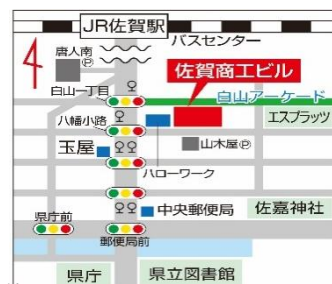 JR佐賀駅
バスセンター
唐人南
Ⓟ
佐賀商工ビル
白山一丁目
白山アーケード
八幡小路
エスプラッツ
玉屋
山木屋Ⓟ
ハローワーク
中央郵便局
佐嘉神社
県庁前
郵便局前
県庁
県立図書館